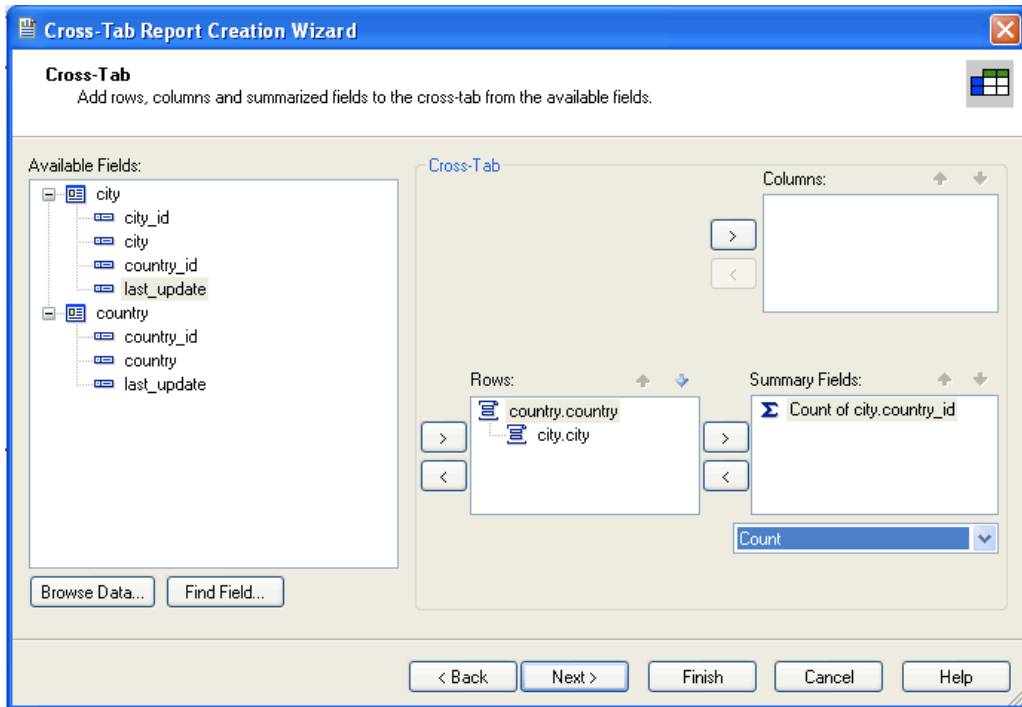 Cross-Tab Report Creation Wizard
Cross-Tab
Add rows, columns and summarized fields to the cross-tab from the available fields.
Available Fields:
city
city_id
city
country_id
last_update
country
country_id
country
last_update
Browse Data...
Find Field...
Cross-Tab
Columns:
>
<
Rows:
country.country
city.city
>
<
Summary Fields:
Σ Count of city.country_id
>
<
Count
< Back
Next >
Finish
Cancel
Help